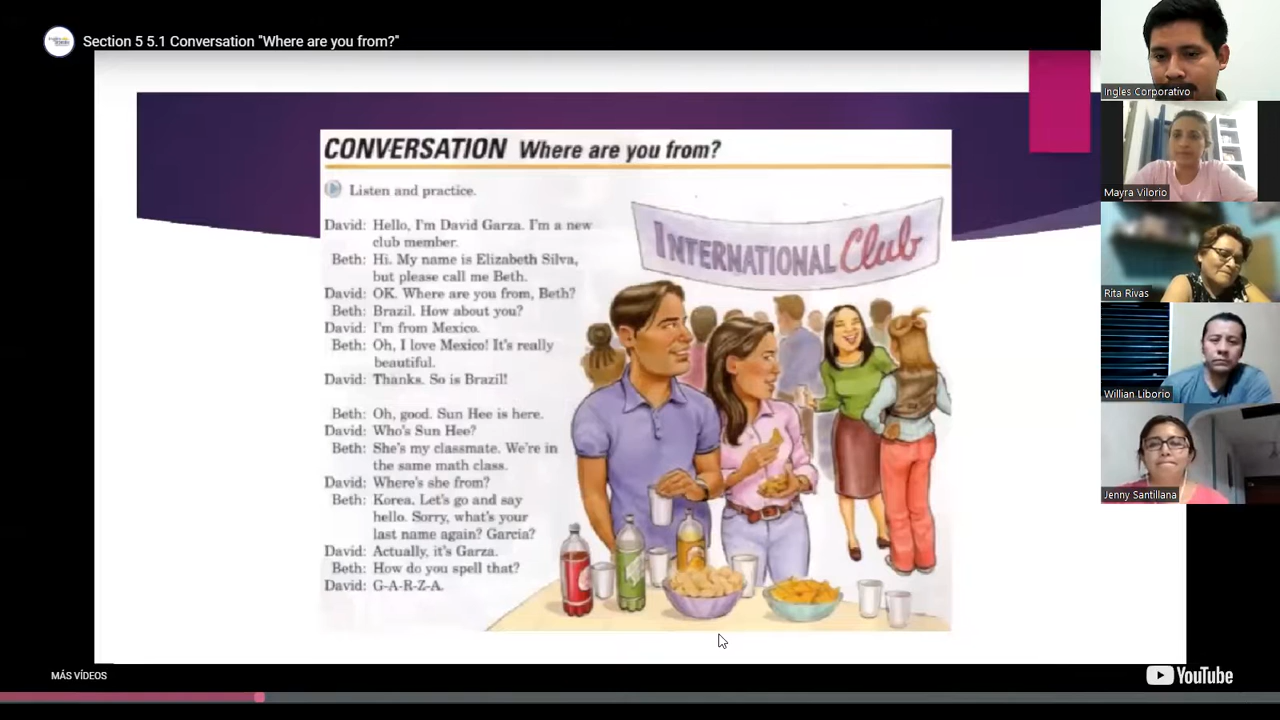 Section 5 5.1 Conversation "Where are you from?"
CONVERSATION Where are you from?
Listen and practice.
David: Hello, I'm David Garza. I'm a new
club member.
Beth: Hi. My name is Elizabeth Silva,
but please call me Beth.
David: OK. Where are you from, Beth?
Beth: Brazil. How about you?
David: I'm from Mexico.
Beth: Oh, I love Mexico! It's really
beautiful.
David: Thanks. So is Brazil!
Beth: Oh, good. Sun Hee is here.
David: Who's Sun Hee?
Beth: She's my classmate. We're in
the same math class.
David: Where's she from?
Beth: Korea. Let's go and say
hello. Sorry, what's your
last name again? Garcia?
David: Actually, it's Garza.
Beth: How do you spell that?
David: G-A-R-Z-A.
INTERNATIONAL Club
Ingles Corporativo
Mayra Vilorio
Rita Rivas
Willian Liborio
Jenny Santillana
MÁS VÍDEOS
YouTube